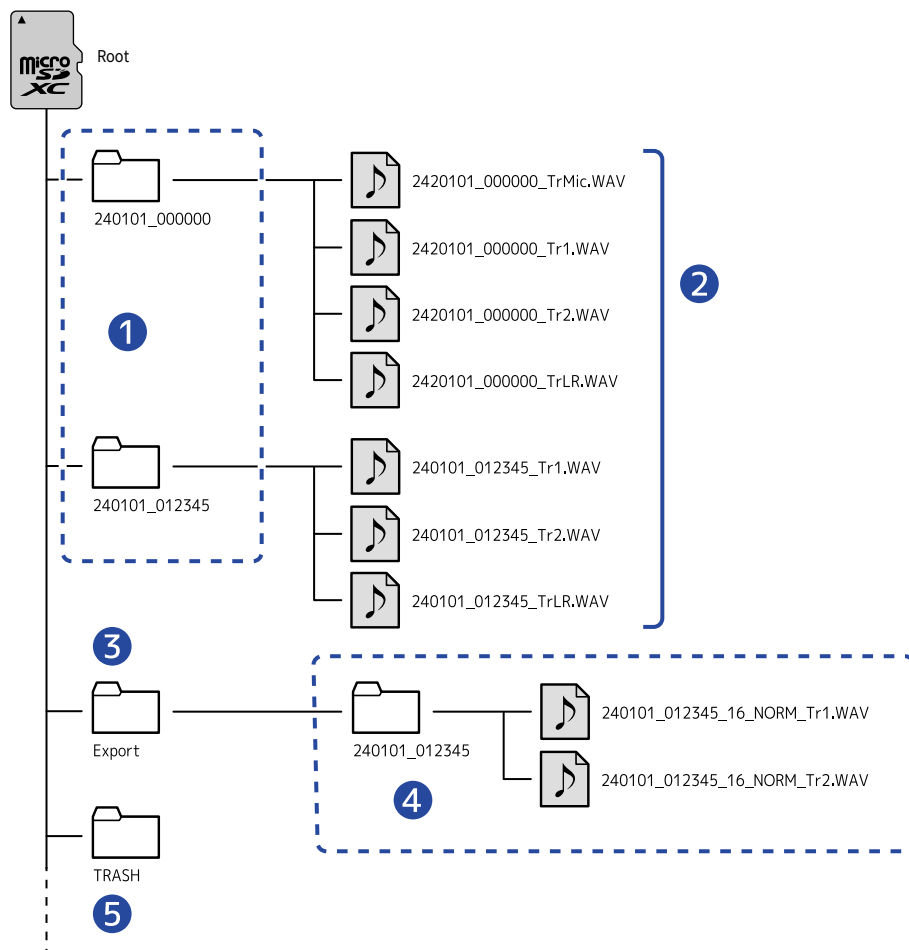 micro
SD
XC
Root
240101_000000
2420101_000000_TrMic.WAV
2420101_000000_Tr1.WAV
2420101_000000_Tr2.WAV
2420101_000000_TrLR.WAV
1
2
240101_012345
240101_012345_Tr1.WAV
240101_012345_Tr2.WAV
240101_012345_TrLR.WAV
3
Export
240101_012345
240101_012345_16_NORM_Tr1.WAV
240101_012345_16_NORM_Tr2.WAV
4
TRASH
5